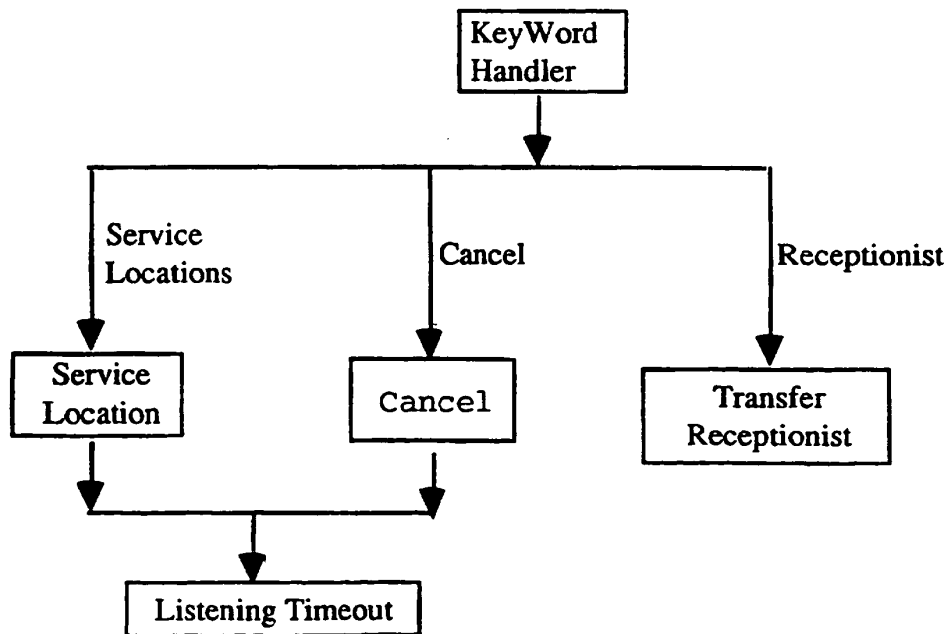 KeyWord
Handler
Service
Locations
Cancel
Receptionist
Service
Location
Cancel
Transfer
Receptionist
Listening Timeout